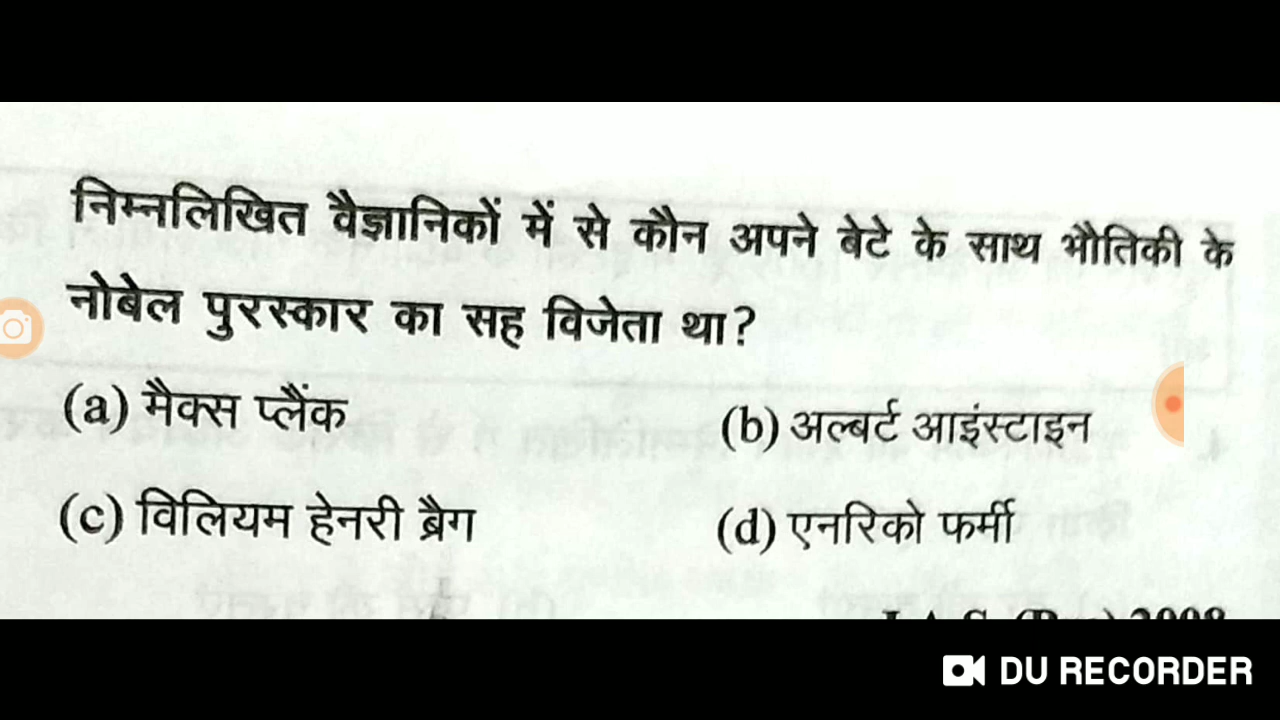 निम्नलिखित वैज्ञानिकों में से कौन अपने बेटे के साथ भौतिकी के
नोबेल पुरस्कार का सह विजेता था?
(a) मैक्स प्लैंक (b) अल्बर्ट आइंस्टाइन
(c) विलियम हेनरी ब्रैग (d) एनरिको फर्मी
DU RECORDER